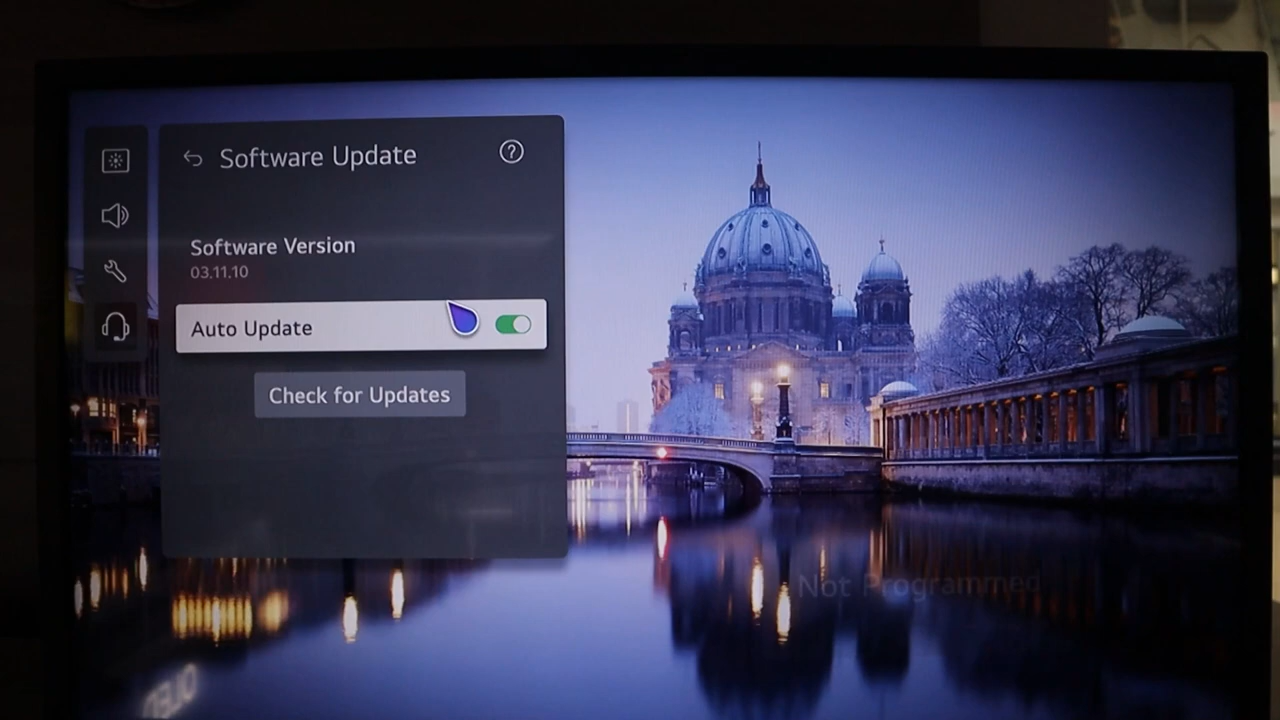 Software Update
?
Software Version
03.11.10
Auto Update
Check for Updates
Not Programmed